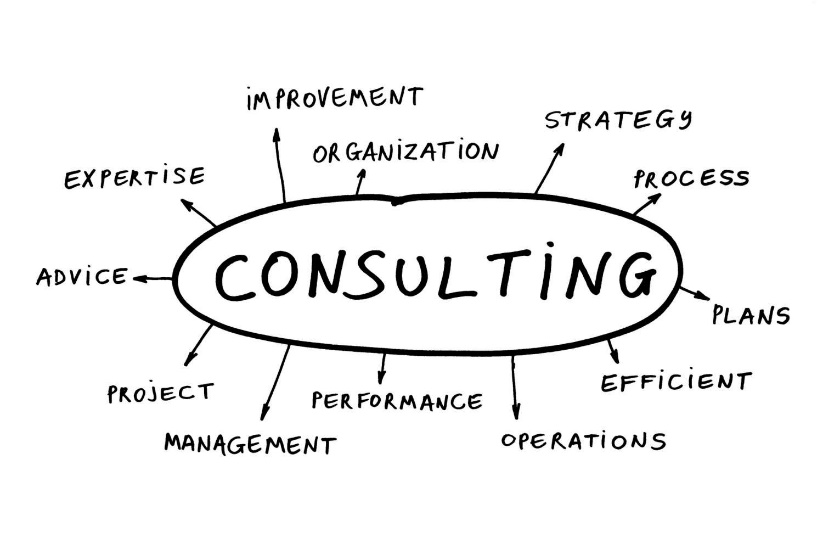 iMPROVEMENT
STRATEGY
ORGANiZATION
EXPERTiSE
PROCESS
ADViCE
CONSULTiNG
PLANS
PROJECT
EFFiCiENT
PERFORMANCE
MANAGEMENT
OPERATiONS